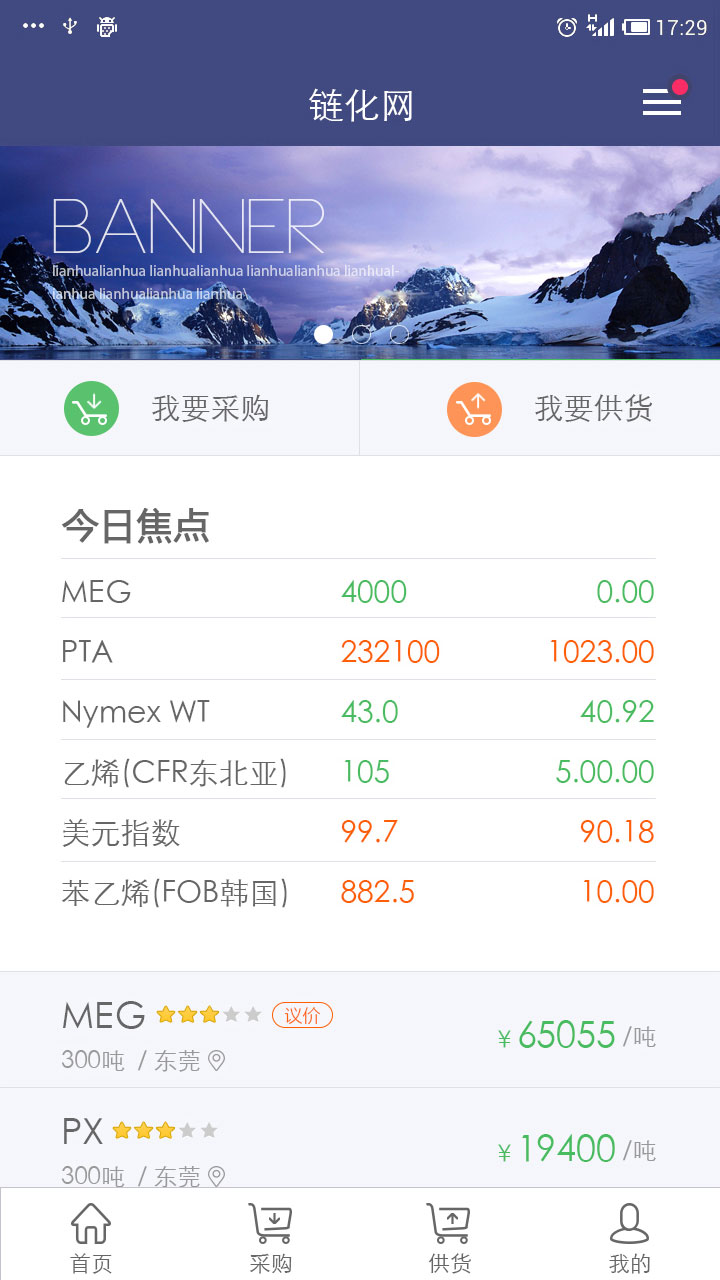 17:29
链化网
BANNER
lianhualianhua lianhualianhua lianhualianhua lianhual-
ianhua lianhualianhua lianhua\
我要采购 我要供货
今日焦点
MEG 4000 0.00
PTA 232100 1023.00
Nymex WT 43.0 40.92
乙烯(CFR东北亚) 105 5.00.00
美元指数 99.7 90.18
苯乙烯(FOB韩国) 882.5 10.00
MEG 议价
¥ 65055 /吨
300吨 / 东莞
PX
¥ 19400 /吨
300吨 / 东莞
首页 采购 供货 我的